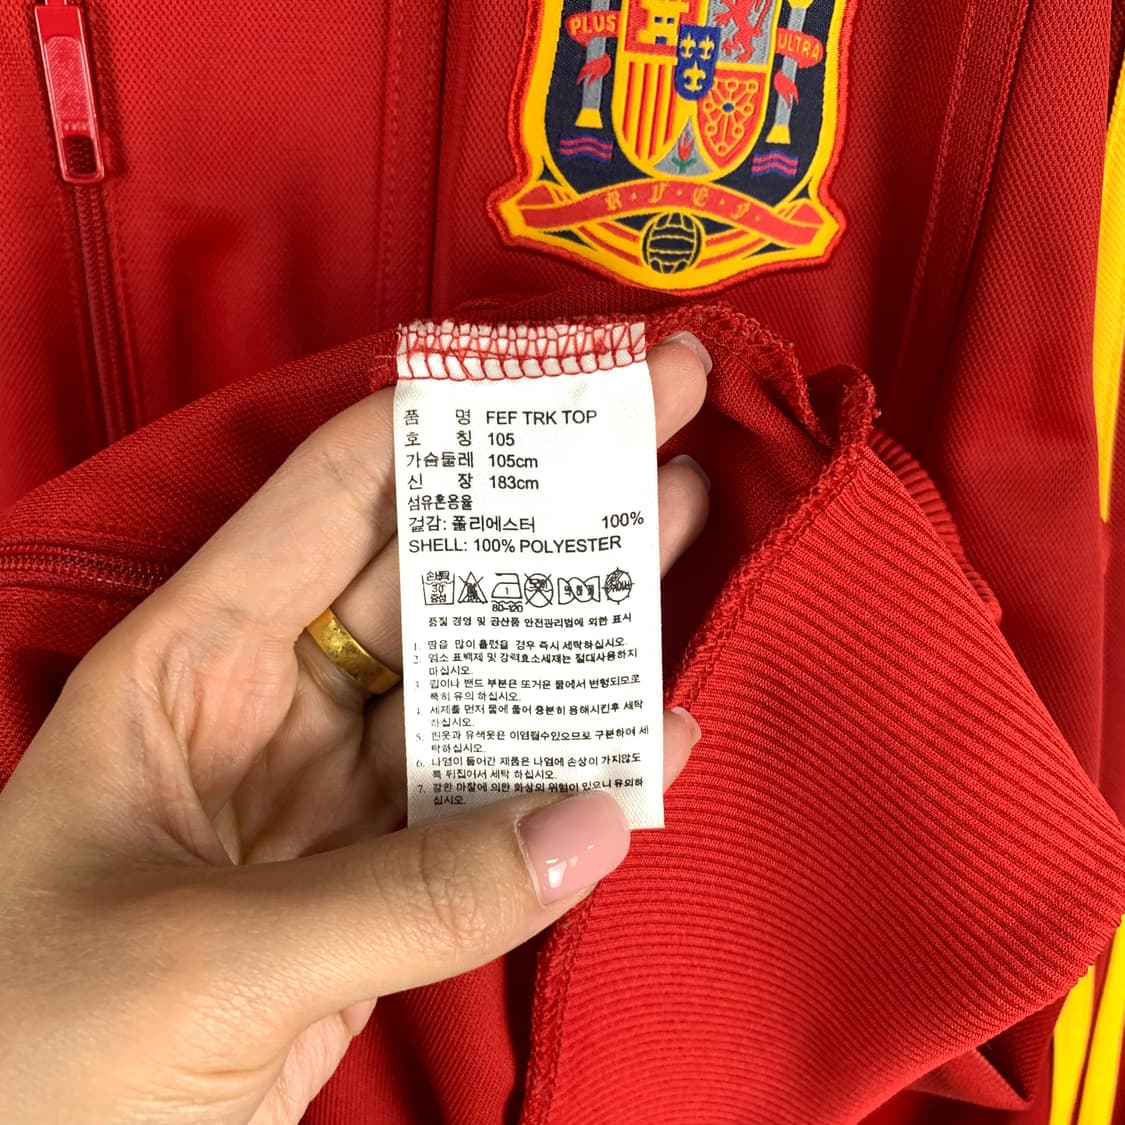 PLUS
ULTRA
R·F·E·F·
품 명 FEF TRK TOP
호 칭 105
가슴둘레 105cm
신 장 183cm
섬유혼용율
겉감: 폴리에스터 100%
SHELL: 100% POLYESTER
손세탁
30
중성
80-120
품질 경영 및 공산품 안전관리법에 의한 표시
1. 땀을 많이 흘렸을 경우 즉시 세탁하십시오.
2. 염소 표백제 및 강력효소세제는 절대사용하지
마십시오.
3. 립이나 밴드 부분은 뜨거운 물에서 변형되므로
특히 유의 하십시오.
4. 세제를 먼저 물에 풀어 충분히 용해시킨후 세탁
하십시오.
5. 흰옷과 유색옷은 이염될수있으므로 구분하여 세
탁하십시오.
6. 나염이 들어간 제품은 나염에 손상이 가지않도
록 뒤집어서 세탁 하십시오.
7. 강한 마찰에 의한 화상의 위험이 있으니 유의하
십시오.